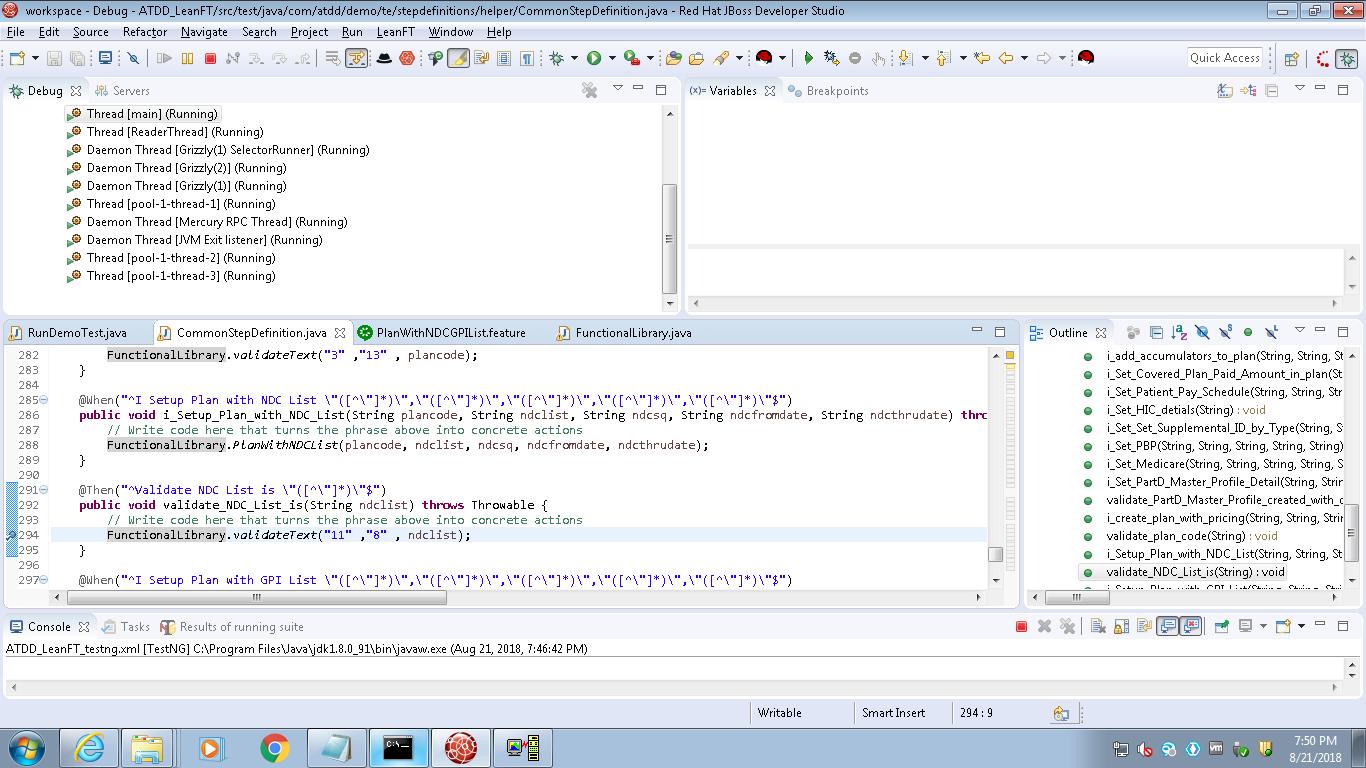 workspace - Debug - ATDD_LeanFT/src/test/java/com/atdd/demo/te/stepdefinitions/helper/CommonStepDefinition.java - Red Hat JBoss Developer Studio
File Edit Source Refactor Navigate Search Project Run LeanFT Window Help
Quick Access
Debug Servers
Thread [main] (Running)
Thread [ReaderThread] (Running)
Daemon Thread [Grizzly(1) SelectorRunner] (Running)
Daemon Thread [Grizzly(2)] (Running)
Daemon Thread [Grizzly(1)] (Running)
Thread [pool-1-thread-1] (Running)
Daemon Thread [Mercury RPC Thread] (Running)
Daemon Thread [JVM Exit listener] (Running)
Thread [pool-1-thread-2] (Running)
Thread [pool-1-thread-3] (Running)
(x)= Variables Breakpoints
RunDemoTest.java CommonStepDefinition.java PlanWithNDCGPIList.feature FunctionalLibrary.java
282 FunctionalLibrary.validateText("3" ,"13" , plancode);
283 }
284
285 @When("^I Setup Plan with NDC List \"([^\"]*)\",\"([^\"]*)\",\"([^\"]*)\",\"([^\"]*)\",\"([^\"]*)\"$")
286 public void i_Setup_Plan_with_NDC_List(String plancode, String ndclist, String ndcsq, String ndcfromdate, String ndcthrudate) thrc
287 // Write code here that turns the phrase above into concrete actions
288 FunctionalLibrary.PlanWithNDCList(plancode, ndclist, ndcsq, ndcfromdate, ndcthrudate);
289 }
290
291 @Then("^Validate NDC List is \"([^\"]*)\"$")
292 public void validate_NDC_List_is(String ndclist) throws Throwable {
293 // Write code here that turns the phrase above into concrete actions
294 FunctionalLibrary.validateText("11" ,"8" , ndclist);
295 }
296
297 @When("^I Setup Plan with GPI List \"([^\"]*)\",\"([^\"]*)\",\"([^\"]*)\",\"([^\"]*)\",\"([^\"]*)\"$")
Outline
i_add_accumulators_to_plan(String, String, St
i_Set_Covered_Plan_Paid_Amount_in_plan(St
i_Set_Patient_Pay_Schedule(String, String, St
i_Set_HIC_detials(String) : void
i_Set_Set_Supplemental_ID_by_Type(String, S
i_Set_PBP(String, String, String, String, String)
i_Set_Medicare(String, String, String, String, S
i_Set_PartD_Master_Profile_Detail(String, Str
validate_PartD_Master_Profile_created_with_c
i_create_plan_with_pricing(String, String, Str
validate_plan_code(String) : void
i_Setup_Plan_with_NDC_List(String, String, St
validate_NDC_List_is(String) : void
i_Setup_Plan_with_GPI_List(String, String, Str
Console Tasks Results of running suite
ATDD_LeanFT_testng.xml [TestNG] C:\Program Files\Java\jdk1.8.0_91\bin\javaw.exe (Aug 21, 2018, 7:46:42 PM)
Writable Smart Insert 294 : 9
7:50 PM
8/21/2018